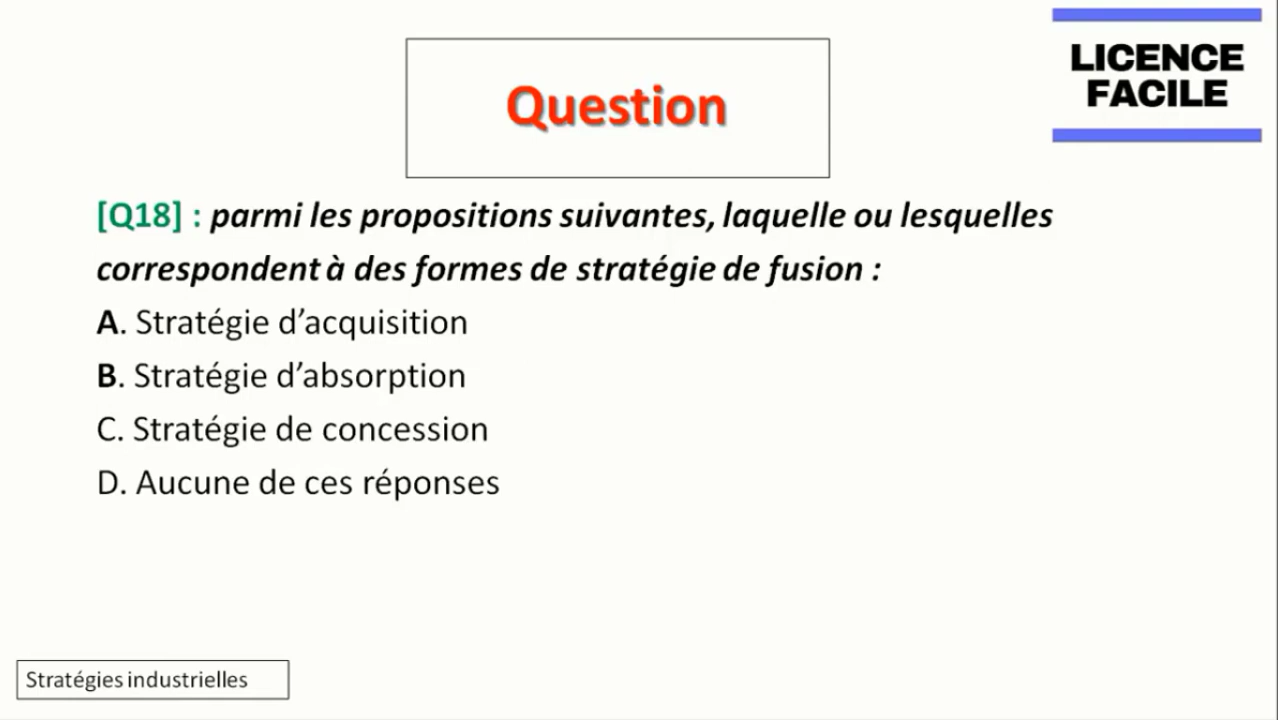 LICENCE
FACILE
Question
[Q18] : parmi les propositions suivantes, laquelle ou lesquelles
correspondent à des formes de stratégie de fusion :
A. Stratégie d’acquisition
B. Stratégie d’absorption
C. Stratégie de concession
D. Aucune de ces réponses
Stratégies industrielles